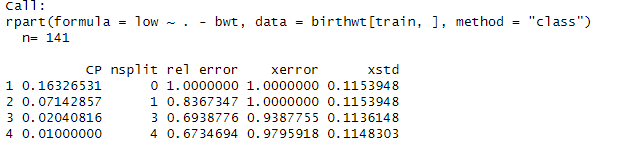 Call:
rpart(formula = low ~ . - bwt, data = birthwt[train, ], method = "class")
  n= 141

          CP nsplit rel error    xerror      xstd
1 0.16326531      0 1.0000000 1.0000000 0.1153948
2 0.07142857      1 0.8367347 1.0000000 0.1153948
3 0.02040816      3 0.6938776 0.9387755 0.1136148
4 0.01000000      4 0.6734694 0.9795918 0.1148303